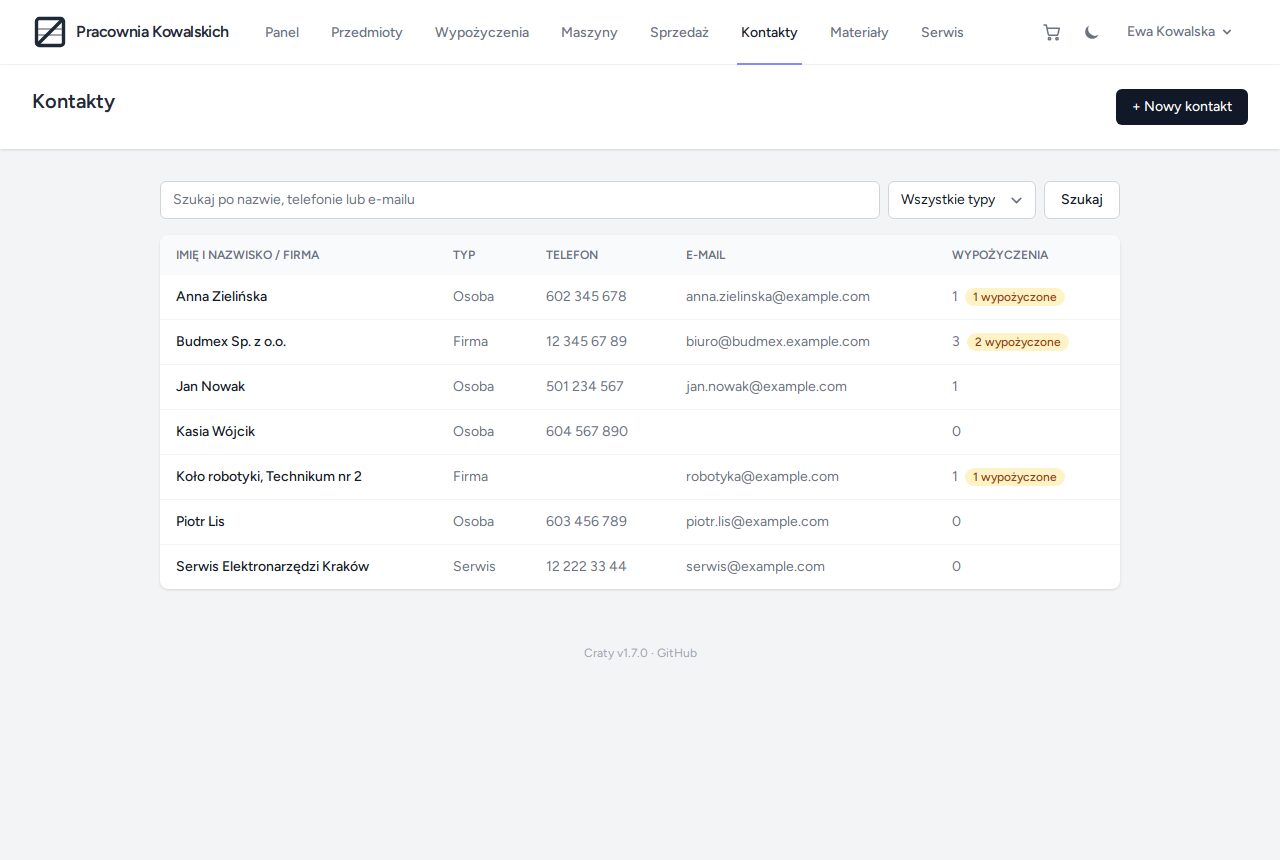 Pracownia Kowalskich Panel Przedmioty Wypożyczenia Maszyny Sprzedaż Kontakty Materiały Serwis Ewa Kowalska
Kontakty + Nowy kontakt
Szukaj po nazwie, telefonie lub e-mailu Wszystkie typy Szukaj
IMIĘ I NAZWISKO / FIRMA TYP TELEFON E-MAIL WYPOŻYCZENIA
Anna Zielińska Osoba 602 345 678 anna.zielinska@example.com 1 1 wypożyczone
Budmex Sp. z o.o. Firma 12 345 67 89 biuro@budmex.example.com 3 2 wypożyczone
Jan Nowak Osoba 501 234 567 jan.nowak@example.com 1
Kasia Wójcik Osoba 604 567 890 0
Koło robotyki, Technikum nr 2 Firma robotyka@example.com 1 1 wypożyczone
Piotr Lis Osoba 603 456 789 piotr.lis@example.com 0
Serwis Elektronarzędzi Kraków Serwis 12 222 33 44 serwis@example.com 0
Craty v1.7.0 · GitHub